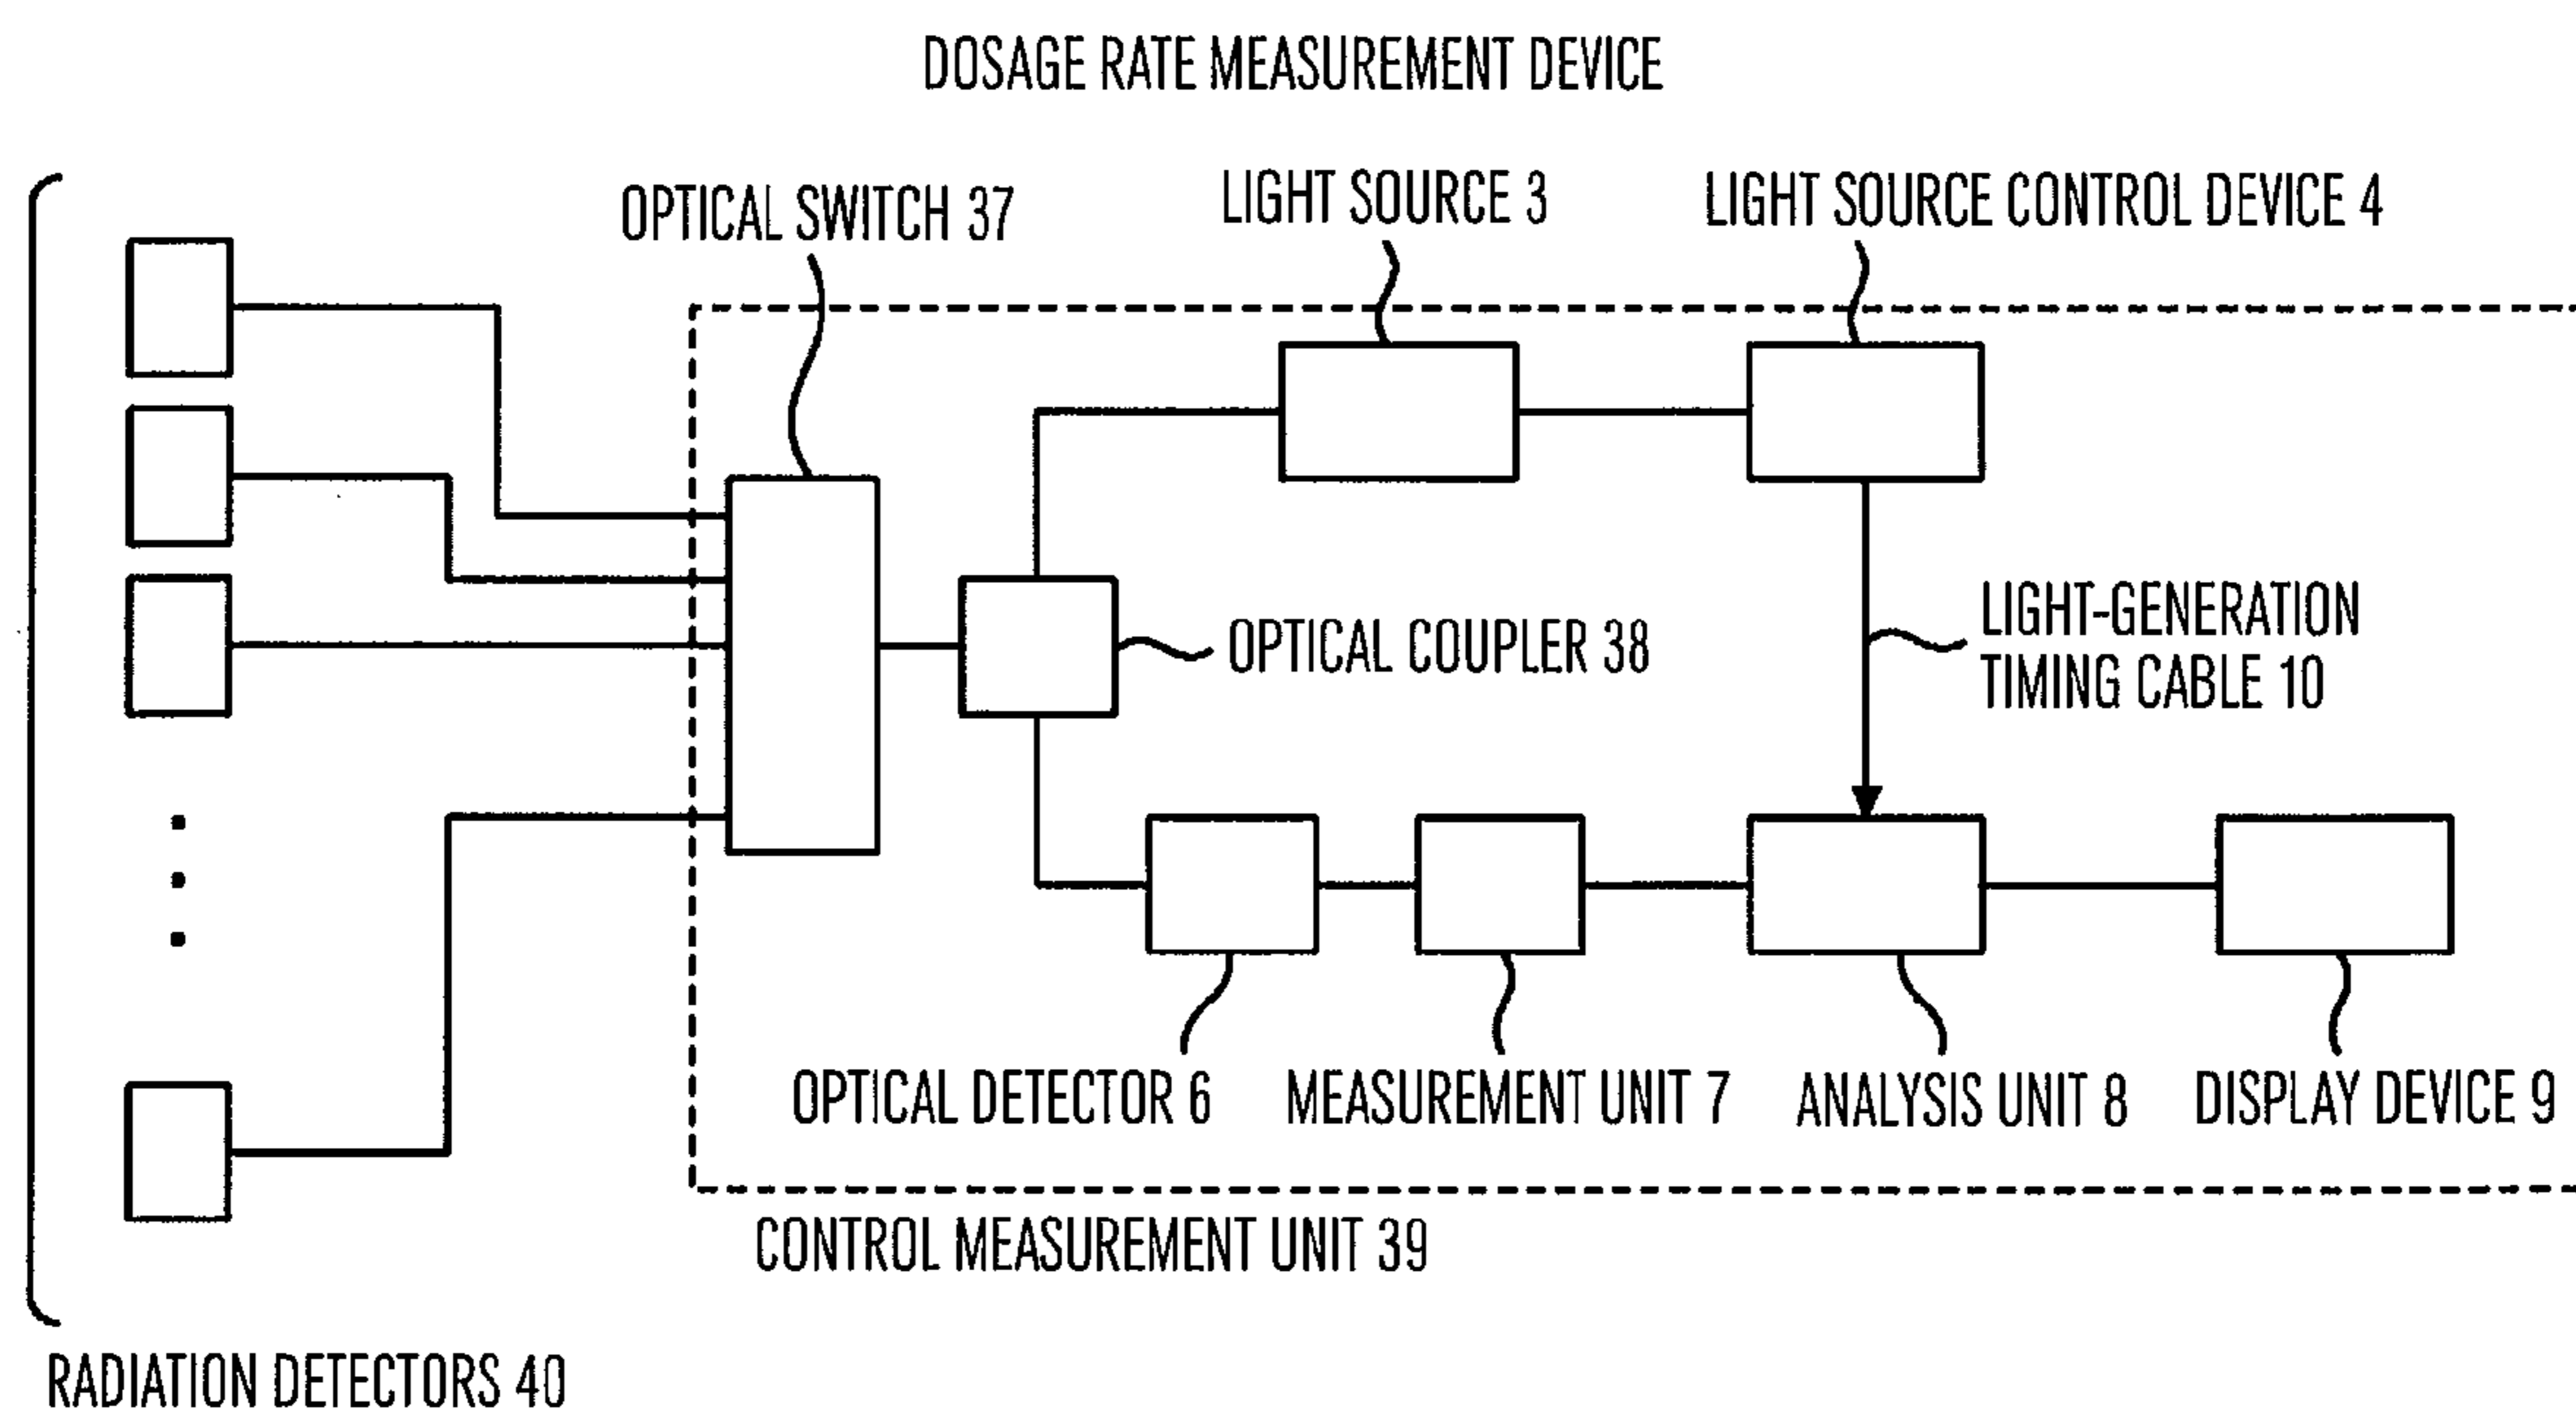 DOSAGE RATE MEASUREMENT DEVICE
OPTICAL SWITCH 37
LIGHT SOURCE 3
LIGHT SOURCE CONTROL DEVICE 4
OPTICAL COUPLER 38
LIGHT-GENERATION
TIMING CABLE 10
OPTICAL DETECTOR 6
MEASUREMENT UNIT 7
ANALYSIS UNIT 8
DISPLAY DEVICE 9
CONTROL MEASUREMENT UNIT 39
RADIATION DETECTORS 40